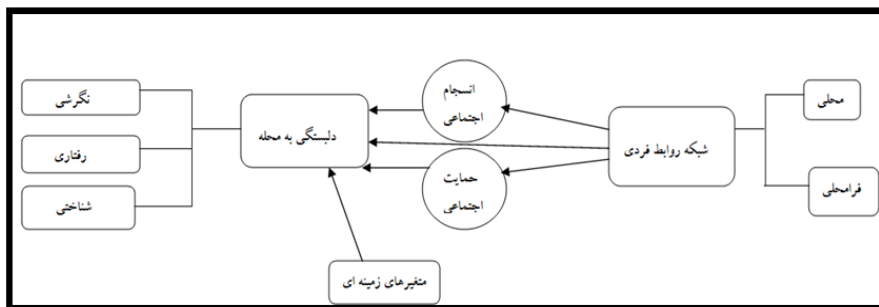 محلی
فرامحلی
شبکه روابط فردی
انسجام
اجتماعی
حمایت
اجتماعی
دلبستگی به محله
نگرشی
رفتاری
شناختی
متغیرهای زمینه ای